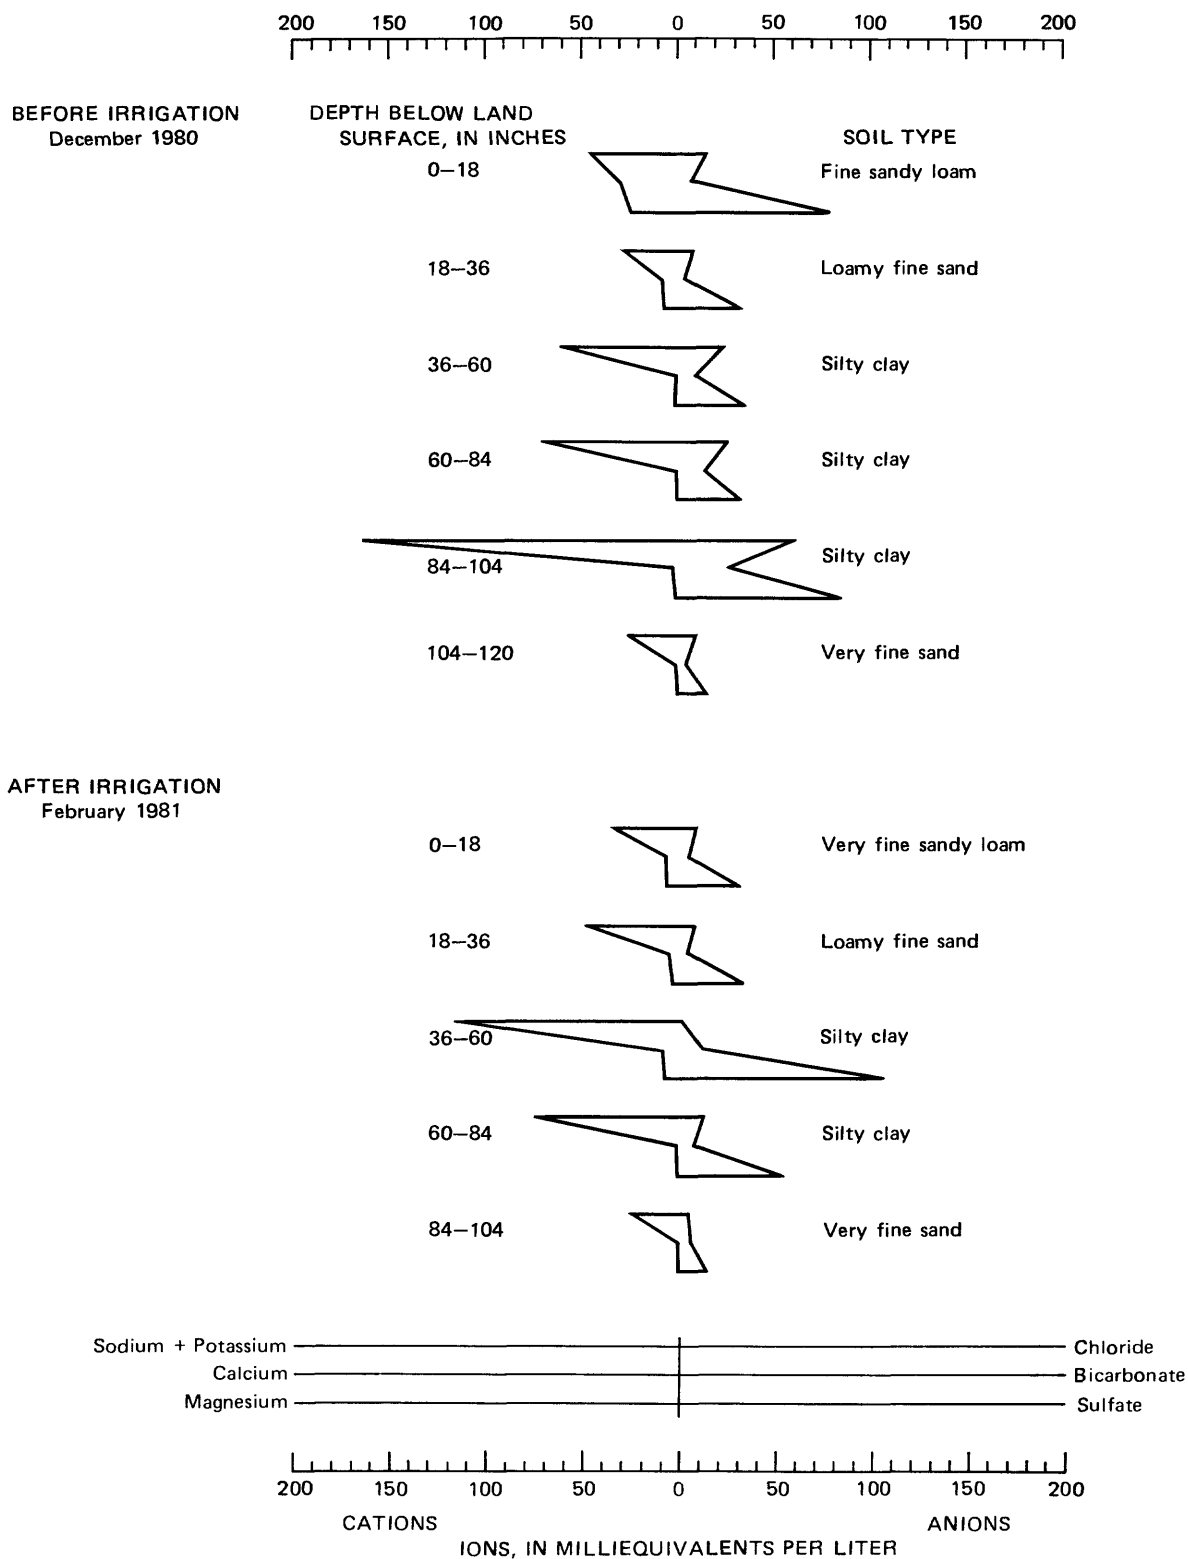 200 150 100 50 0 50 100 150 200
BEFORE IRRIGATION
December 1980
DEPTH BELOW LAND
SURFACE, IN INCHES
SOIL TYPE
0—18 Fine sandy loam
18—36 Loamy fine sand
36—60 Silty clay
60—84 Silty clay
84—104 Silty clay
104—120 Very fine sand
AFTER IRRIGATION
February 1981
0—18 Very fine sandy loam
18—36 Loamy fine sand
36—60 Silty clay
60—84 Silty clay
84—104 Very fine sand
Sodium + Potassium Chloride
Calcium Bicarbonate
Magnesium Sulfate
200 150 100 50 0 50 100 150 200
CATIONS ANIONS
IONS, IN MILLIEQUIVALENTS PER LITER